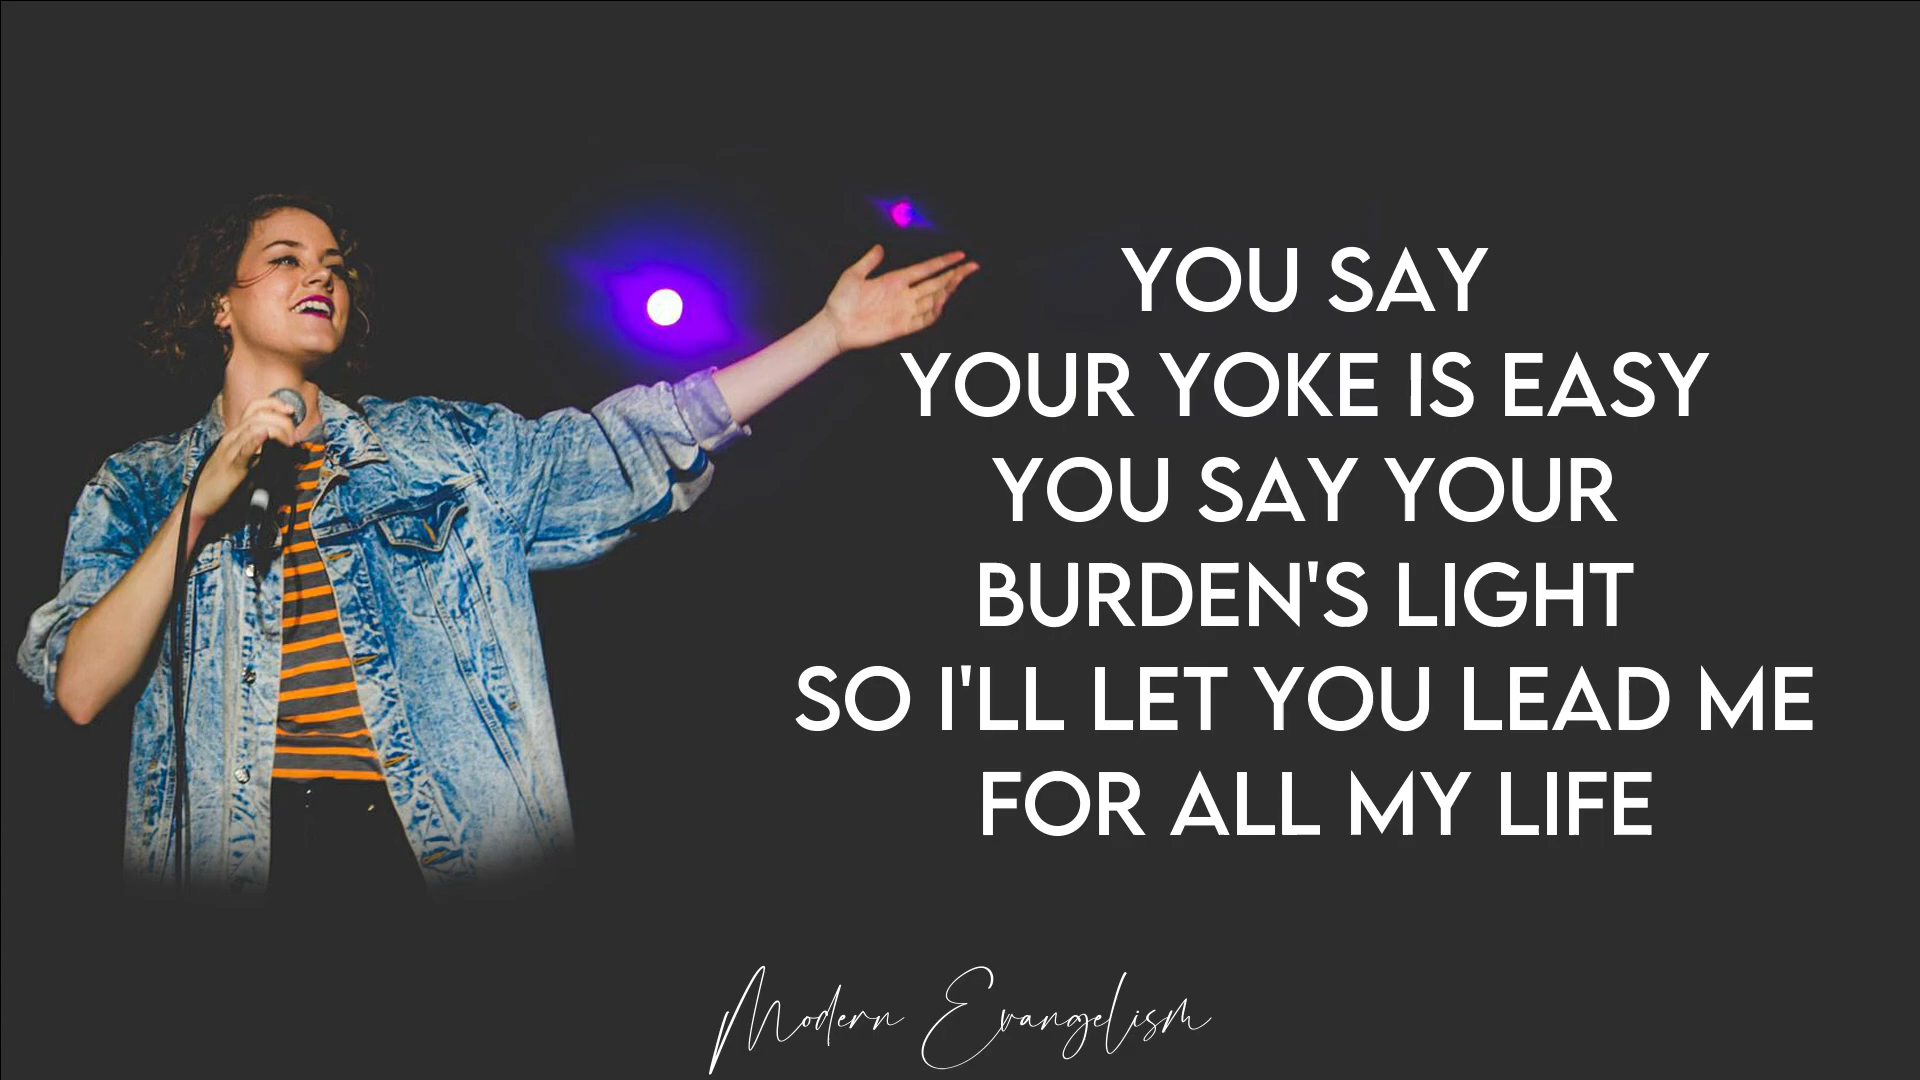 YOU SAY
YOUR YOKE IS EASY
YOU SAY YOUR
BURDEN'S LIGHT
SO I'LL LET YOU LEAD ME
FOR ALL MY LIFE
Modern Evangelism